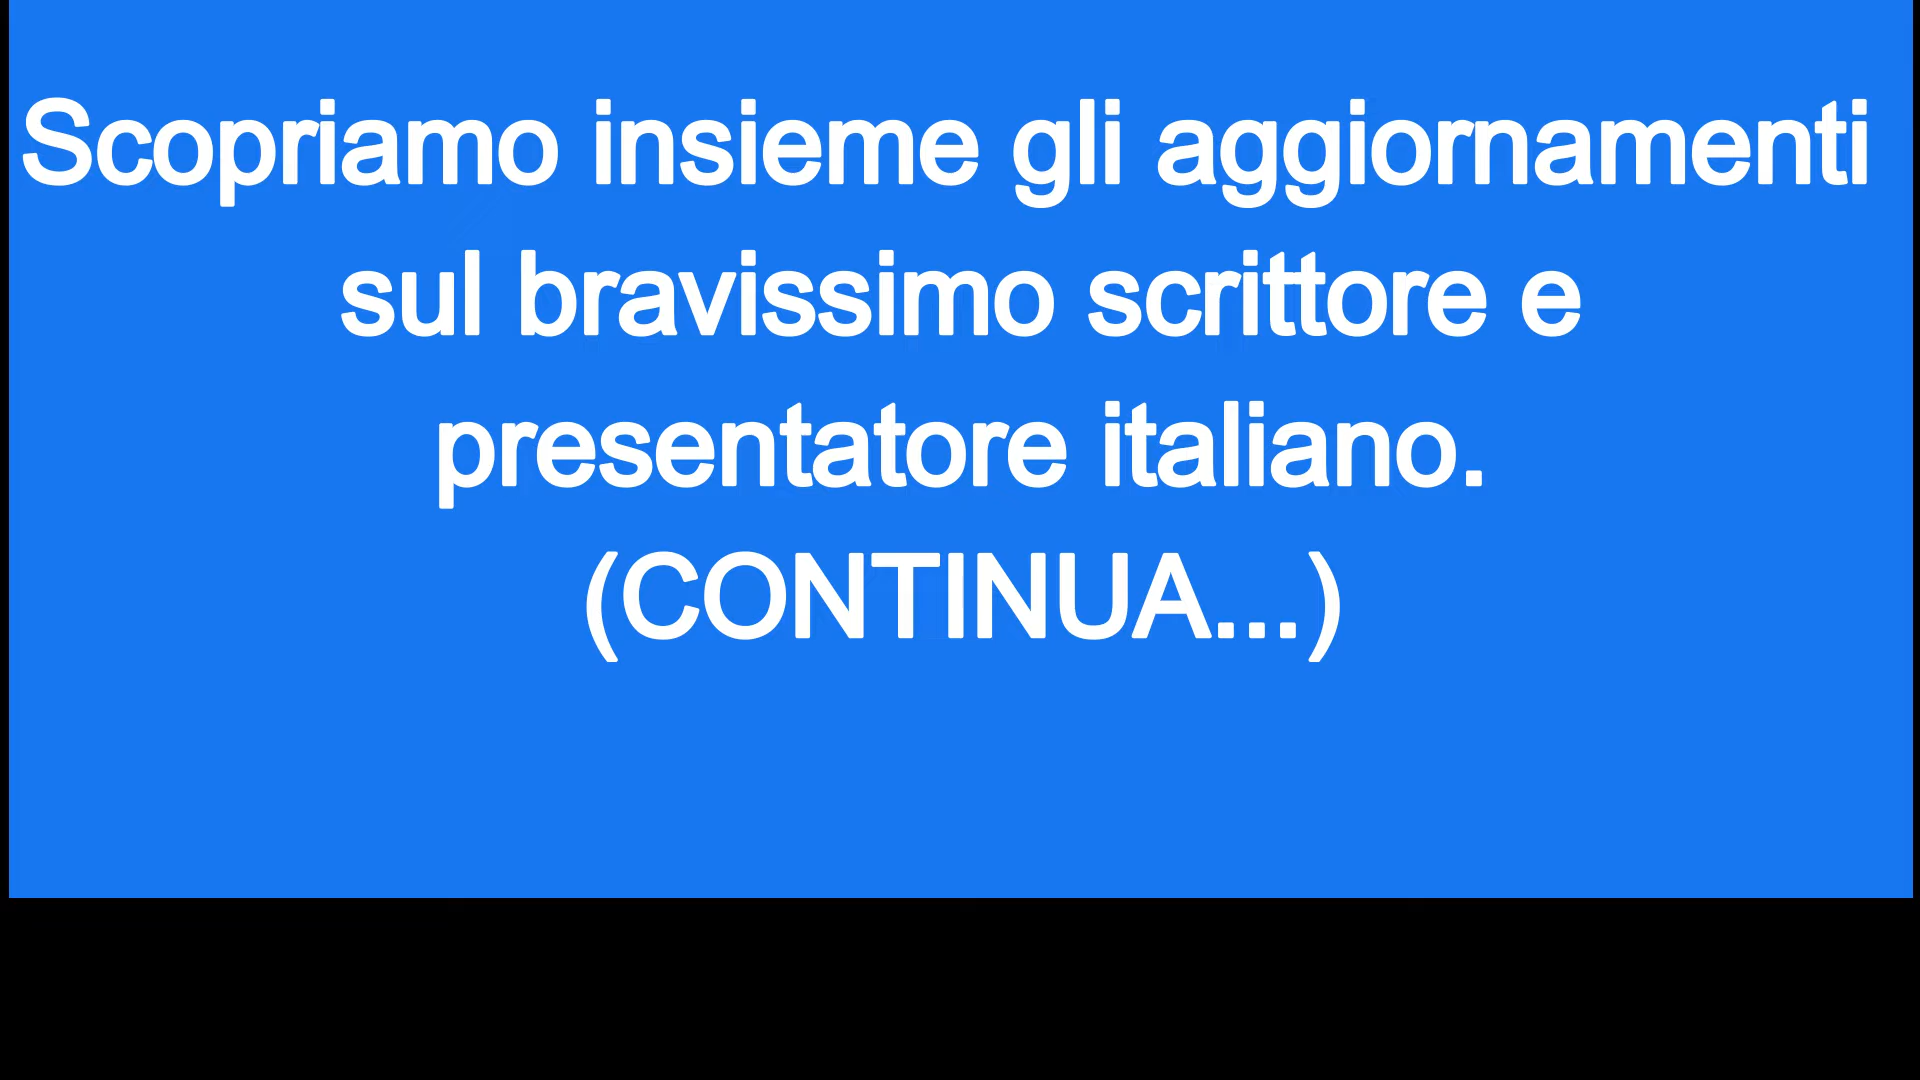 Scopriamo insieme gli aggiornamenti
sul bravissimo scrittore e
presentatore italiano.
(CONTINUA...)